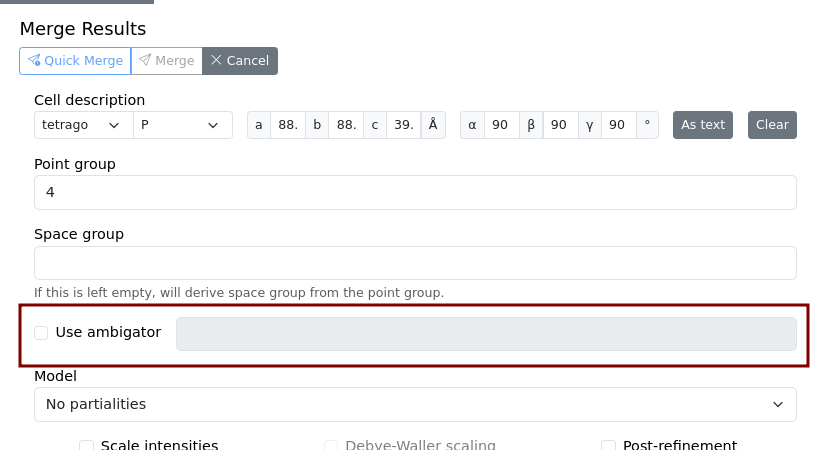 Merge Results
Quick Merge Merge Cancel
Cell description
tetrago P a 88. b 88. c 39. Å α 90 β 90 γ 90 ° As text Clear
Point group
4
Space group
If this is left empty, will derive space group from the point group.
Use ambigator
Model
No partialities
Scale intensities Debye-Waller scaling Post-refinement